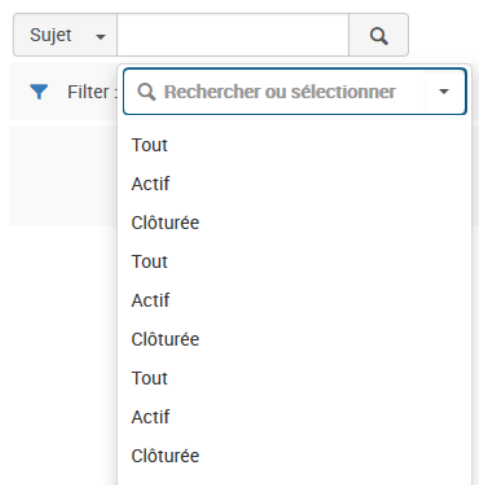 Sujet
Filter :
Rechercher ou sélectionner
Tout
Actif
Clôturée
Tout
Actif
Clôturée
Tout
Actif
Clôturée